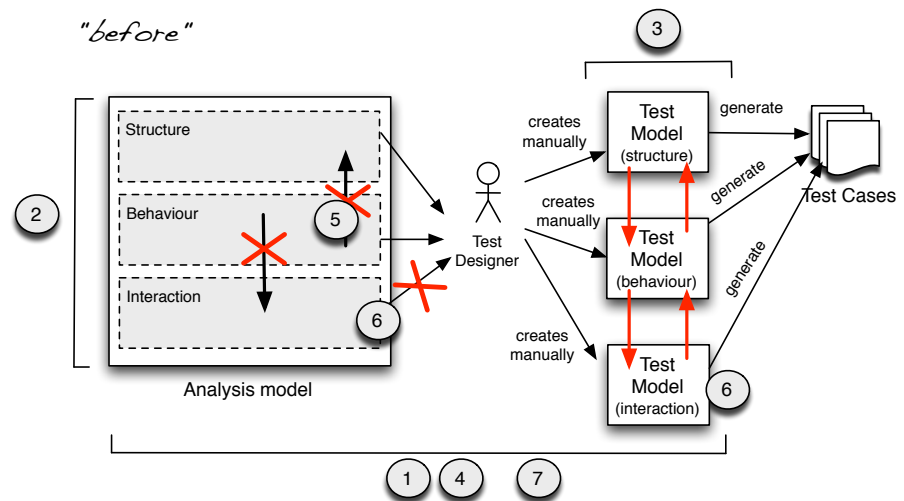 "before"
3
Structure
Behaviour
Interaction
2
5
6
Analysis model
Test
Designer
creates
manually
creates
manually
creates
manually
Test
Model
(structure)
Test
Model
(behaviour)
Test
Model
(interaction)
6
generate
generate
generate
Test Cases
1
4
7